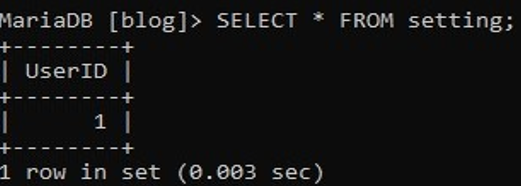 MariaDB [blog]> SELECT * FROM setting;
+--------+
| UserID |
+--------+
|      1 |
+--------+
1 row in set (0.003 sec)